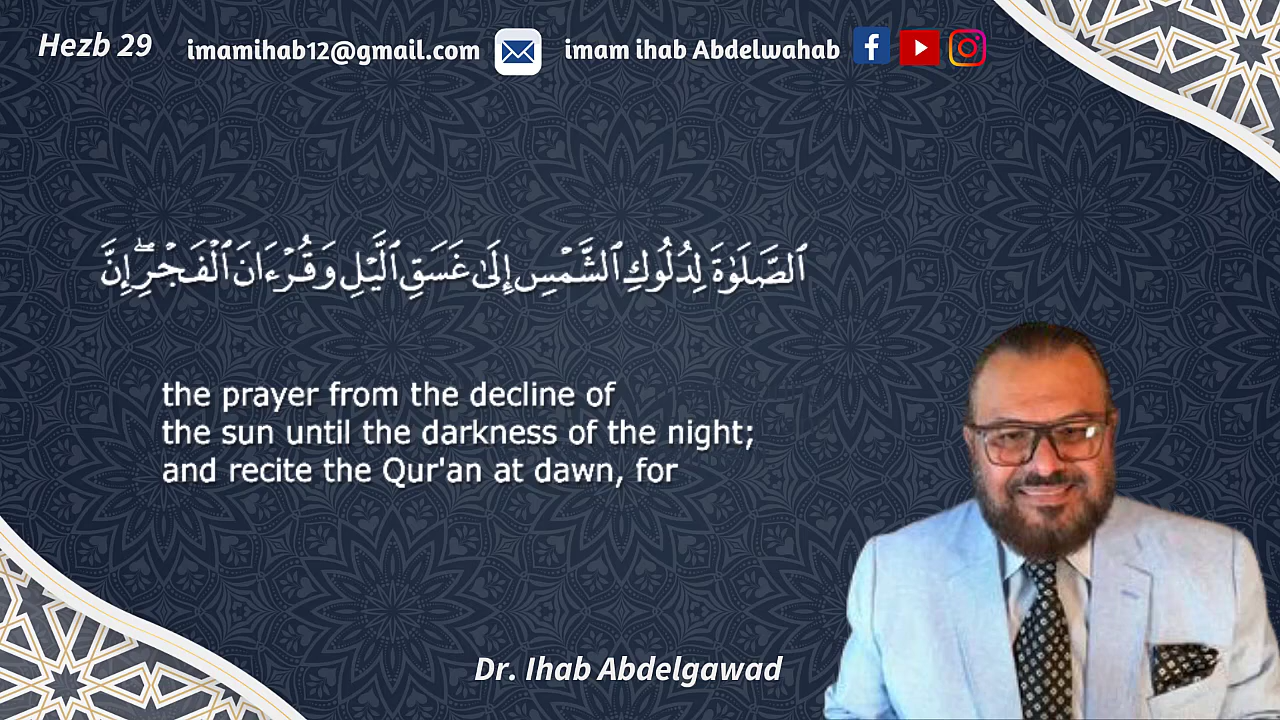 Hezb 29
imamihab12@gmail.com
imam ihab Abdelwahab
ٱلصَّلَوٰةَ لِدُلُوكِ ٱلشَّمْسِ إِلَىٰ غَسَقِ ٱلَّيْلِ وَقُرْءَانَ ٱلْفَجْرِ ۖ إِنَّ
the prayer from the decline of
the sun until the darkness of the night;
and recite the Qur'an at dawn, for
Dr. Ihab Abdelgawad